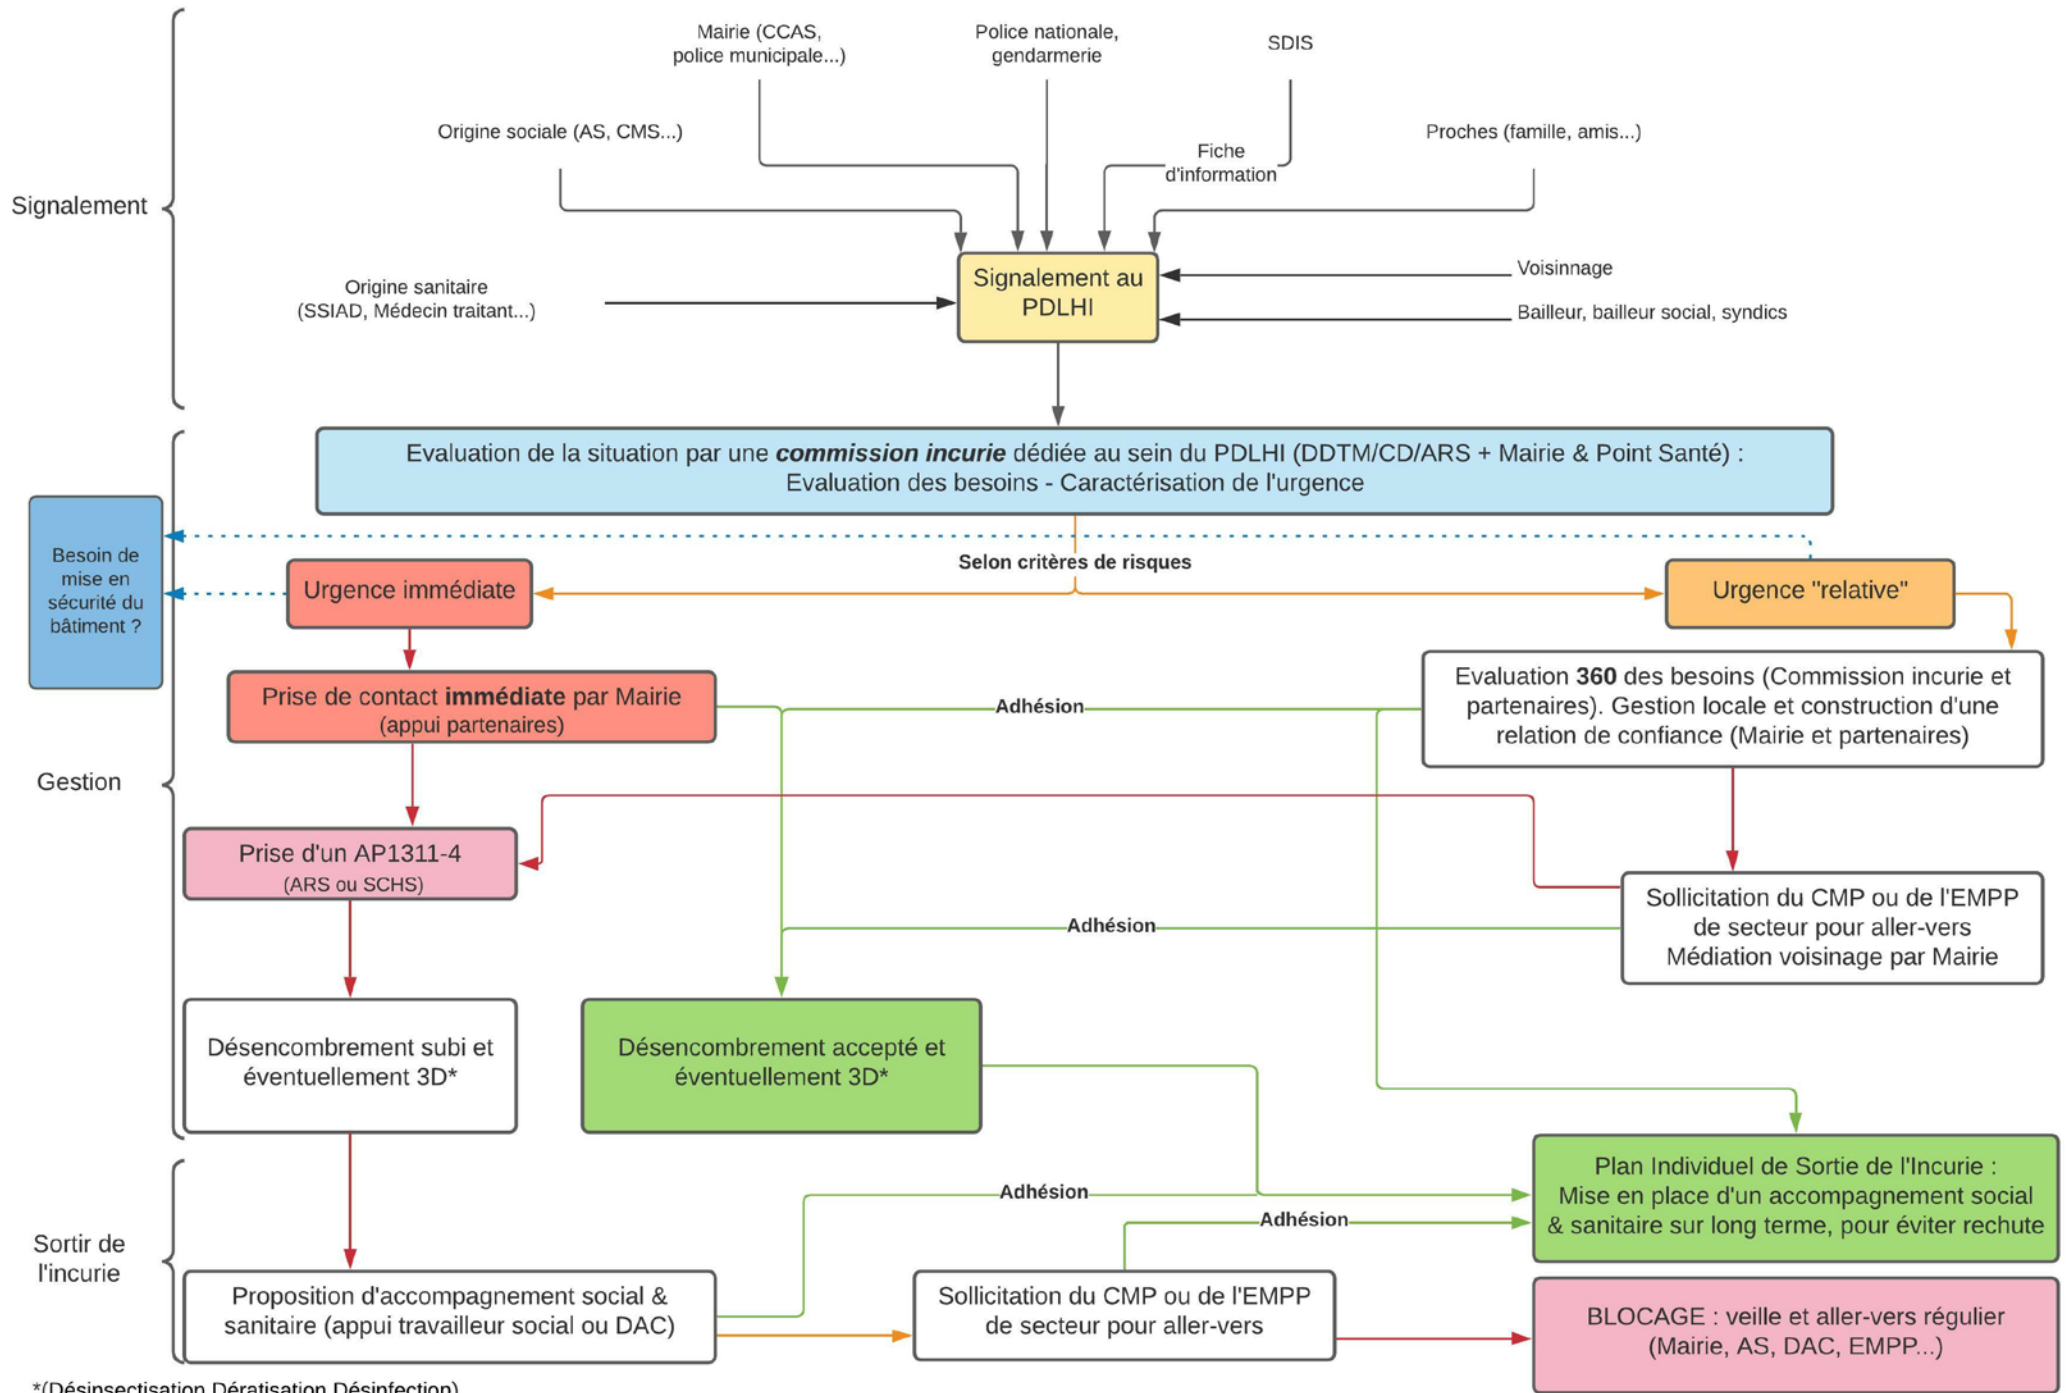 Mairie (CCAS,
police municipale...)
Police nationale,
gendarmerie
SDIS
Origine sociale (AS, CMS...)
Fiche
d'information
Proches (famille, amis...)
Signalement
Origine sanitaire
(SSIAD, Médecin traitant...)
Signalement au
PDLHI
Voisinnage
Bailleur, bailleur social, syndics
Evaluation de la situation par une commission incurie dédiée au sein du PDLHI (DDTM/CD/ARS + Mairie & Point Santé) :
Evaluation des besoins - Caractérisation de l'urgence
Besoin de
mise en
sécurité du
bâtiment ?
Selon critères de risques
Urgence immédiate
Urgence "relative"
Prise de contact immédiate par Mairie
(appui partenaires)
Adhésion
Evaluation 360 des besoins (Commission incurie et
partenaires). Gestion locale et construction d'une
relation de confiance (Mairie et partenaires)
Gestion
Prise d'un AP1311-4
(ARS ou SCHS)
Adhésion
Sollicitation du CMP ou de l'EMPP
de secteur pour aller-vers
Médiation voisinage par Mairie
Désencombrement subi et
éventuellement 3D*
Désencombrement accepté et
éventuellement 3D*
Adhésion
Adhésion
Plan Individuel de Sortie de l'Incurie :
Mise en place d'un accompagnement social
& sanitaire sur long terme, pour éviter rechute
Sortir de
l'incurie
Proposition d'accompagnement social &
sanitaire (appui travailleur social ou DAC)
Sollicitation du CMP ou de l'EMPP
de secteur pour aller-vers
BLOCAGE : veille et aller-vers régulier
(Mairie, AS, DAC, EMPP...)
*(Désinsectisation Dératisation Désinfection)